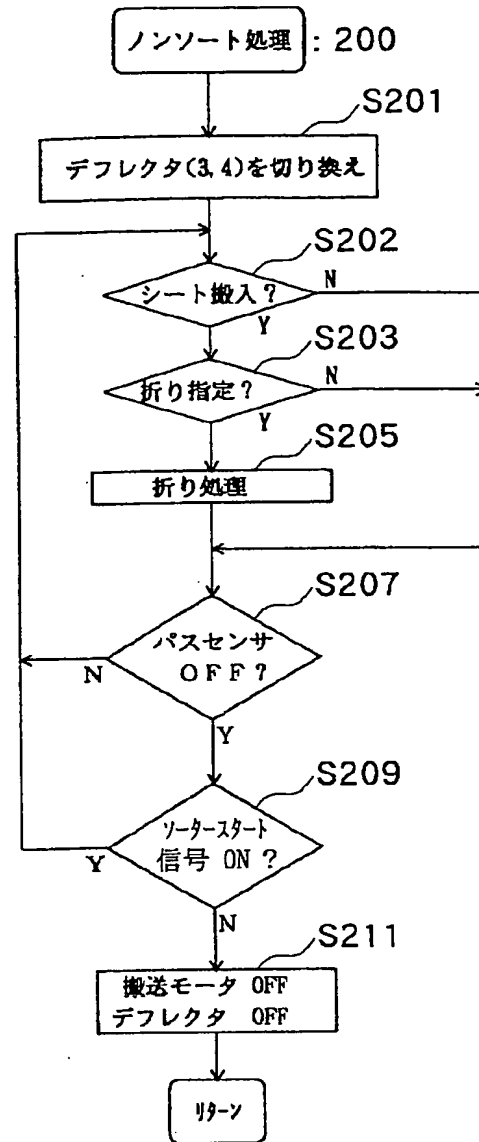 ノンソート処理 : 200
S201
デフレクタ(3,4)を切り換え
S202
シート搬入?
N
Y
S203
折り指定?
N
Y
S205
折り処理
S207
パスセンサ
OFF?
N
Y
S209
ソータースタート
信号 ON ?
Y
N
S211
搬送モータ OFF
デフレクタ OFF
リターン